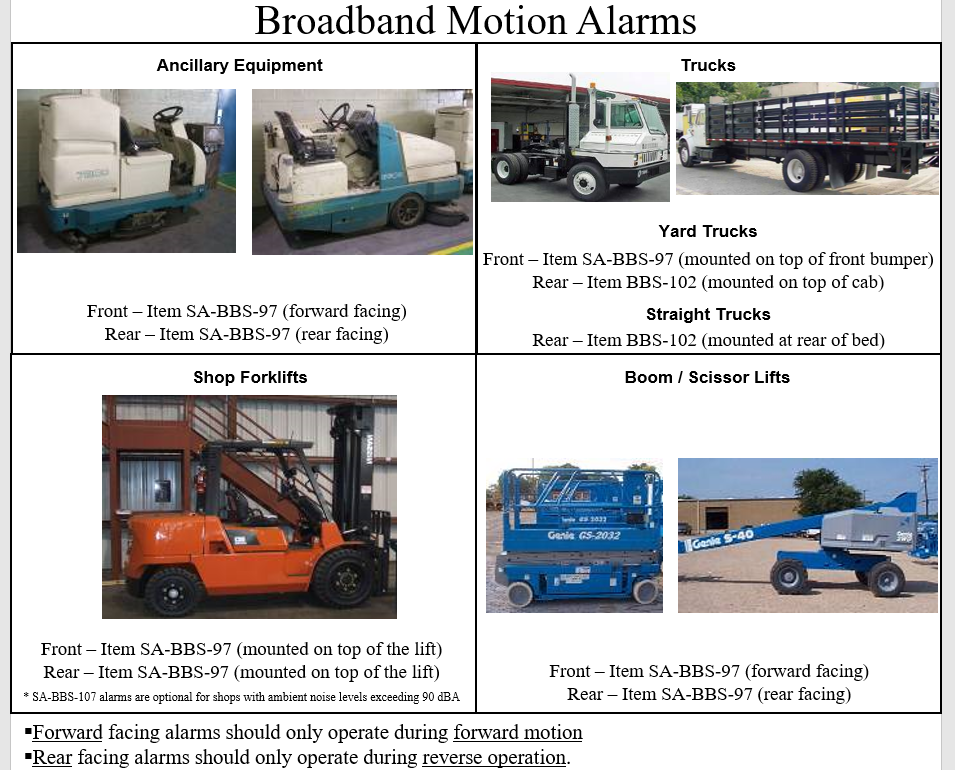 Broadband Motion Alarms
Ancillary Equipment
Front – Item SA-BBS-97 (forward facing)
Rear – Item SA-BBS-97 (rear facing)
Trucks
Yard Trucks
Front – Item SA-BBS-97 (mounted on top of front bumper)
Rear – Item BBS-102 (mounted on top of cab)
Straight Trucks
Rear – Item BBS-102 (mounted at rear of bed)
Shop Forklifts
Front – Item SA-BBS-97 (mounted on top of the lift)
Rear – Item SA-BBS-97 (mounted on top of the lift)
* SA-BBS-107 alarms are optional for shops with ambient noise levels exceeding 90 dBA
Boom / Scissor Lifts
Genie GS-2032
Genie GS-2032
Genie S-40
Genie
Front – Item SA-BBS-97 (forward facing)
Rear – Item SA-BBS-97 (rear facing)
▪Forward facing alarms should only operate during forward motion
▪Rear facing alarms should only operate during reverse operation.